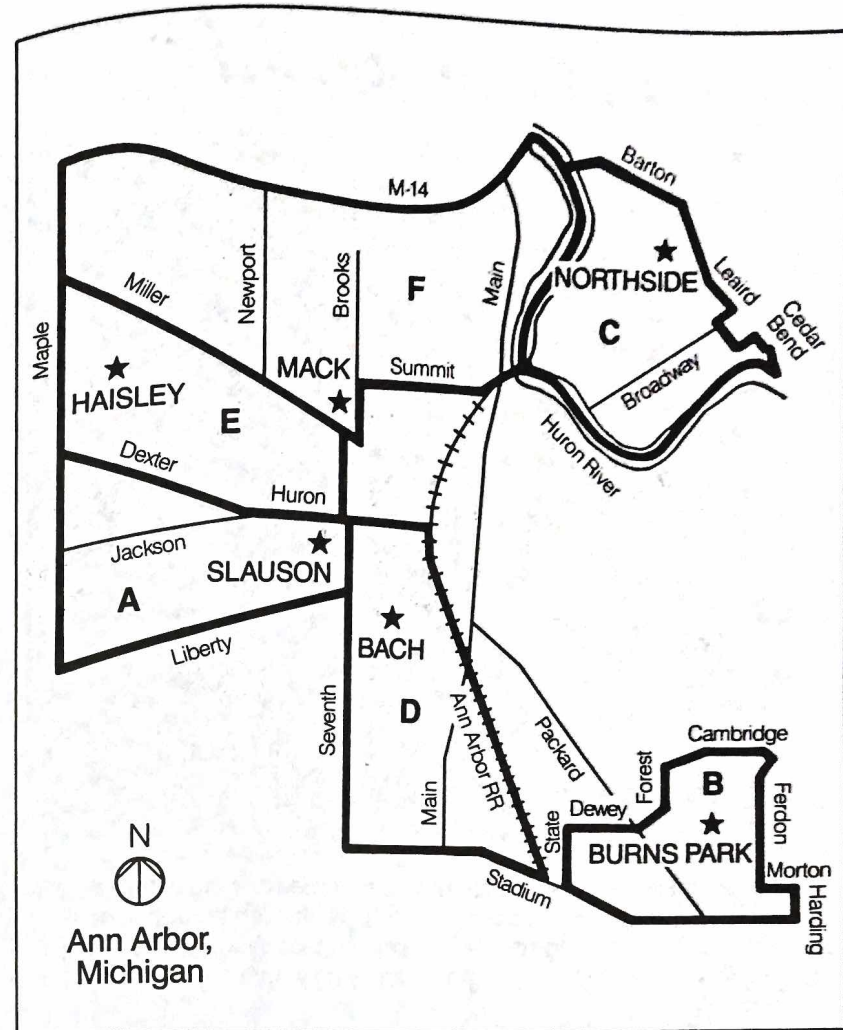 Barton
M-14
Leaird
NORTHSIDE
Cedar
Bend
Newport
Brooks
Main
F
Miller
C
Maple
MACK
Summit
Broadway
HAISLEY
E
Huron River
Dexter
Huron
Jackson
SLAUSON
A
Liberty
BACH
Seventh
D
Ann Arbor RR
Packard
Main
Cambridge
Forest
B
Ferdon
State
Dewey
BURNS PARK
Morton
Harding
Stadium
N
Ann Arbor,
Michigan